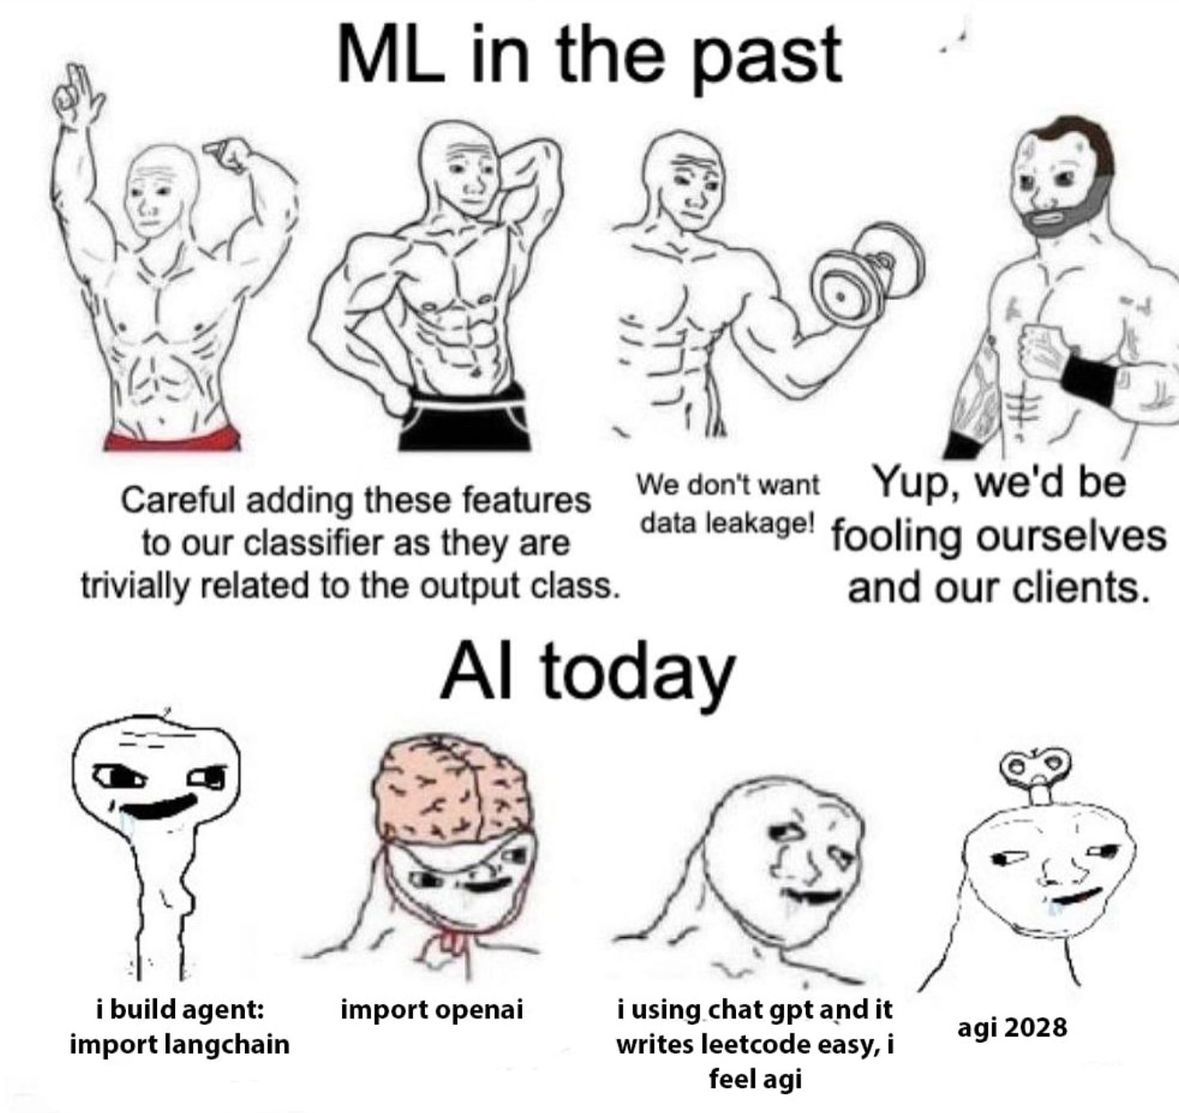 ML in the past
Careful adding these features
to our classifier as they are
trivially related to the output class.
We don't want
data leakage!
Yup, we'd be
fooling ourselves
and our clients.
AI today
i build agent:
import langchain
import openai
i using chat gpt and it
writes leetcode easy, i
feel agi
agi 2028